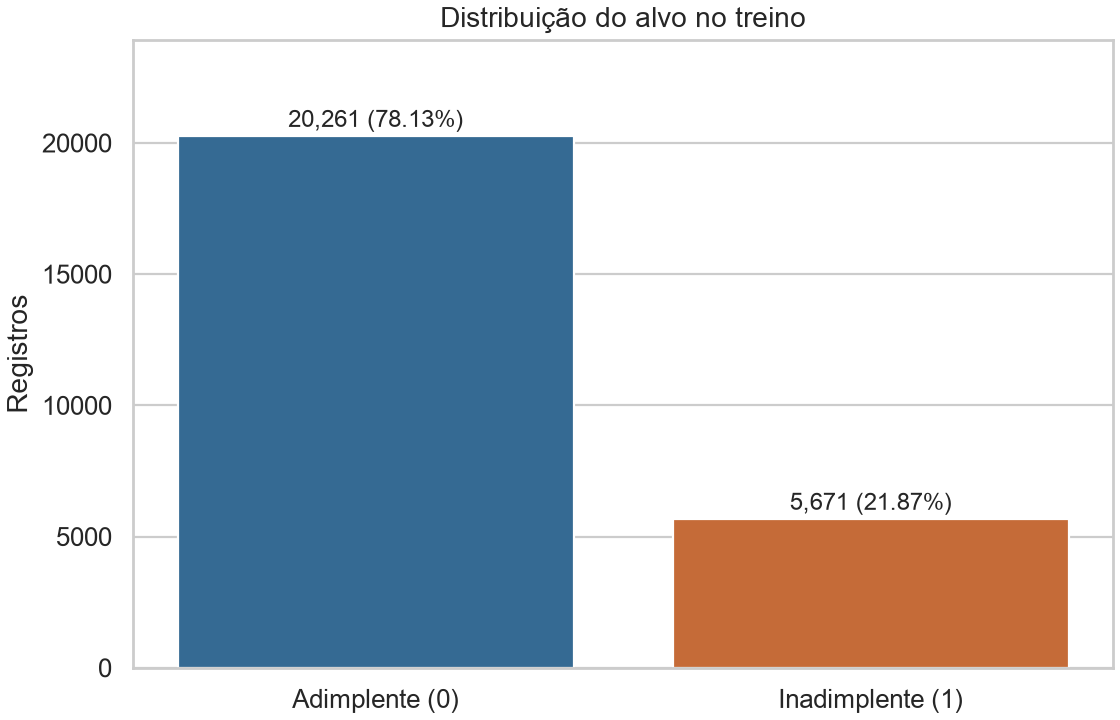 Distribuição do alvo no treino
20,261 (78.13%)
5,671 (21.87%)
Registros
20000
15000
10000
5000
0
Adimplente (0)
Inadimplente (1)